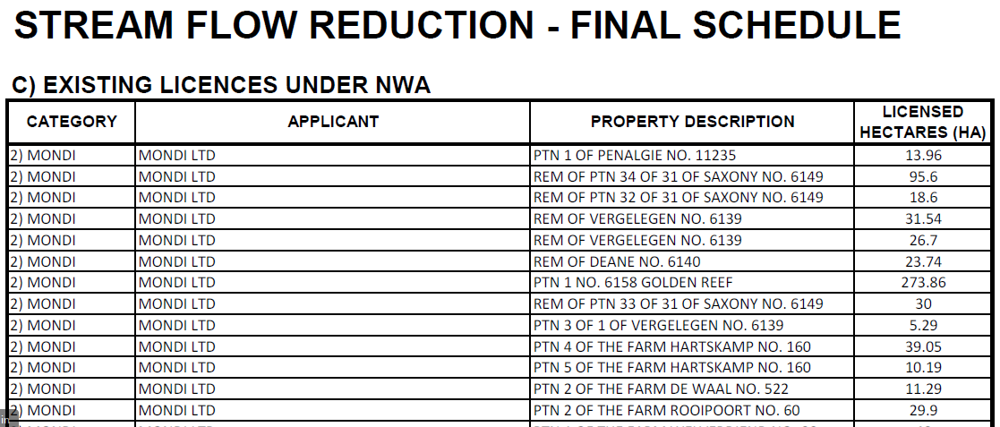 STREAM FLOW REDUCTION - FINAL SCHEDULE
C) EXISTING LICENCES UNDER NWA
CATEGORY APPLICANT PROPERTY DESCRIPTION LICENSED HECTARES (HA)
2) MONDI MONDI LTD PTN 1 OF PENALGIE NO. 11235 13.96
2) MONDI MONDI LTD REM OF PTN 34 OF 31 OF SAXONY NO. 6149 95.6
2) MONDI MONDI LTD REM OF PTN 32 OF 31 OF SAXONY NO. 6149 18.6
2) MONDI MONDI LTD REM OF VERGELEGEN NO. 6139 31.54
2) MONDI MONDI LTD REM OF VERGELEGEN NO. 6139 26.7
2) MONDI MONDI LTD REM OF DEANE NO. 6140 23.74
2) MONDI MONDI LTD PTN 1 NO. 6158 GOLDEN REEF 273.86
2) MONDI MONDI LTD REM OF PTN 33 OF 31 OF SAXONY NO. 6149 30
2) MONDI MONDI LTD PTN 3 OF 1 OF VERGELEGEN NO. 6139 5.29
2) MONDI MONDI LTD PTN 4 OF THE FARM HARTSKAMP NO. 160 39.05
2) MONDI MONDI LTD PTN 5 OF THE FARM HARTSKAMP NO. 160 10.19
2) MONDI MONDI LTD PTN 2 OF THE FARM DE WAAL NO. 522 11.29
2) MONDI MONDI LTD PTN 2 OF THE FARM ROOIPOORT NO. 60 29.9